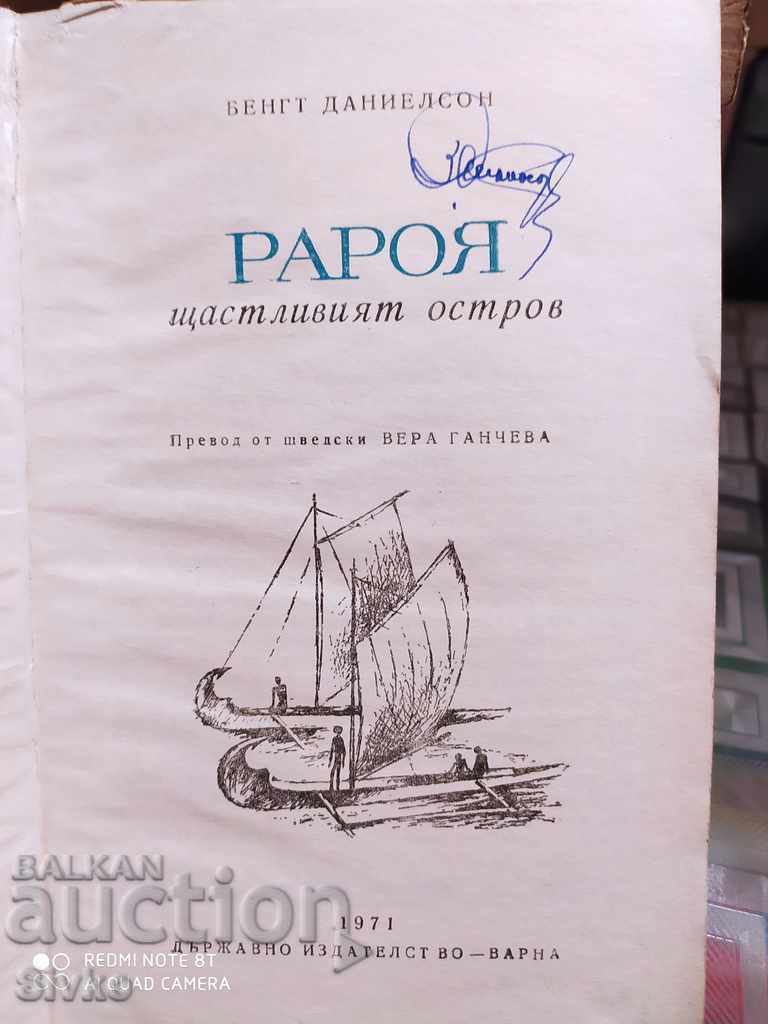 БЕНГТ ДАНИЕЛСОН
РАРОЯ
щастливият остров
Превод от шведски ВЕРА ГАНЧЕВА
1971
ДЪРЖАВНО ИЗДАТЕЛСТВО — ВАРНА
BALKAN
auction
REDMI NOTE 8T
AI QUAD CAMERA
Sivko